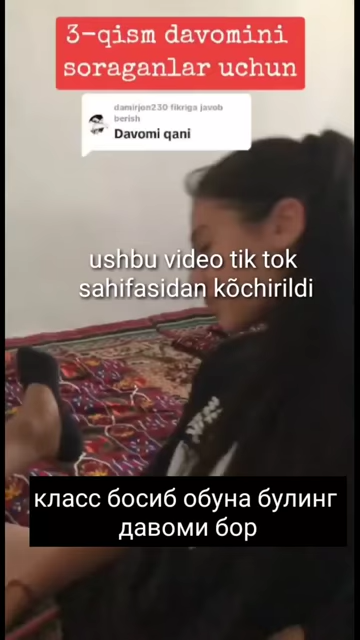 3-qism davomini
soraganlar uchun
damirjon230 fikriga javob
berish
Davomi qani
ushbu video tik tok
sahifasidan kõchirildi
класс босиб обуна булинг
давоми бор